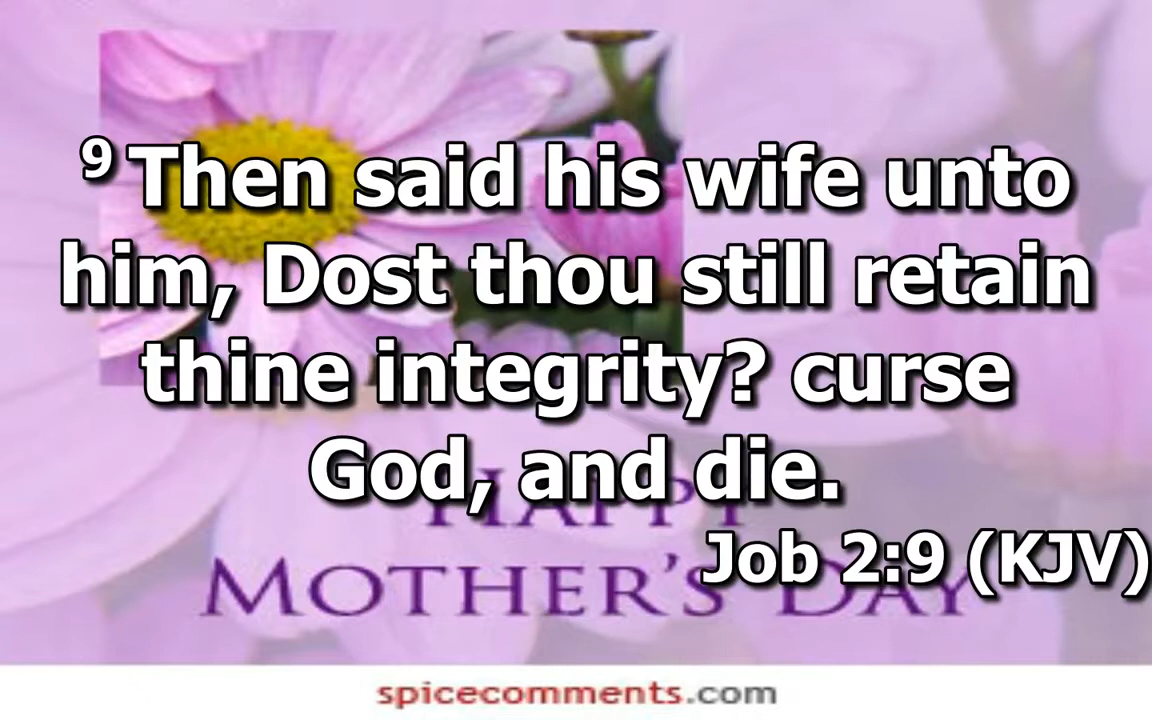 9 Then said his wife unto
him, Dost thou still retain
thine integrity? curse
God, and die.
HAPPY
Job 2:9 (KJV)
MOTHER'S DAY
spicecomments.com